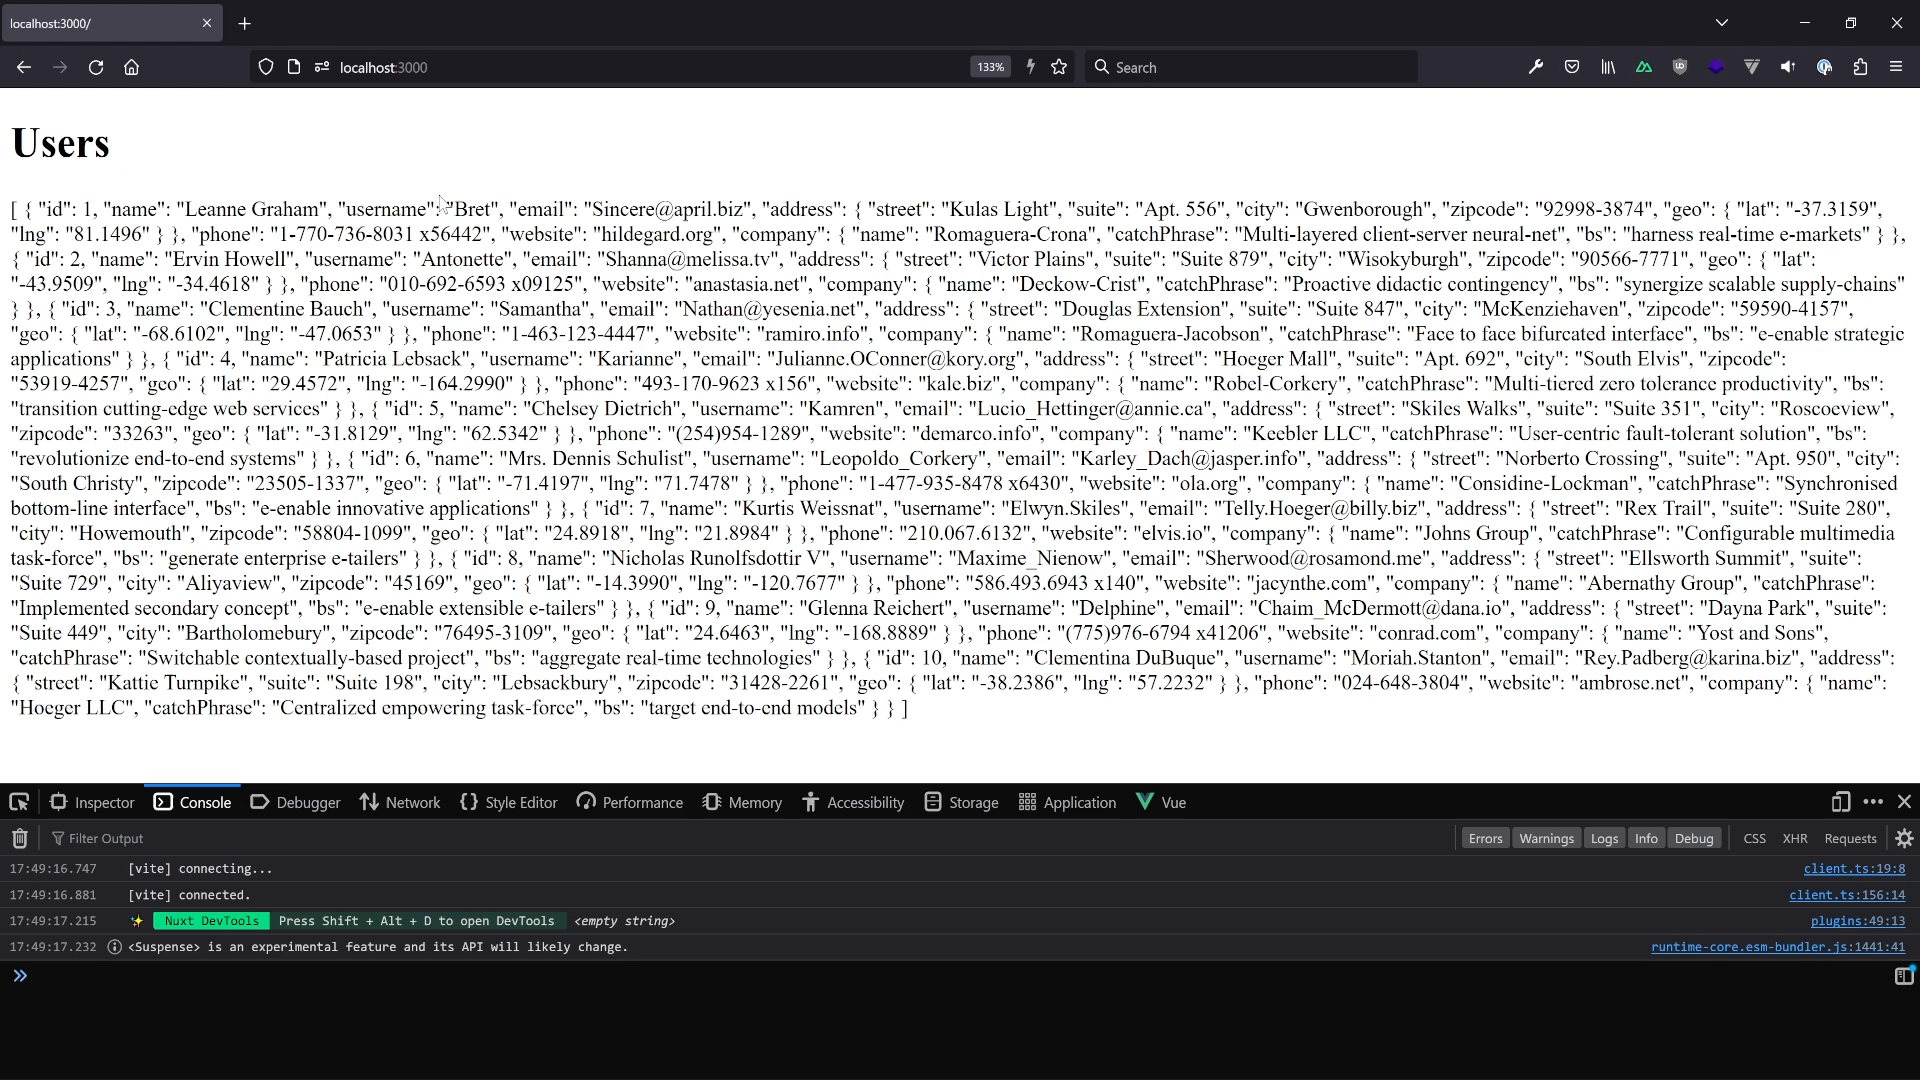 localhost:3000/
localhost:3000
133%
Search
Users
[ { "id": 1, "name": "Leanne Graham", "username": "Bret", "email": "Sincere@april.biz", "address": { "street": "Kulas Light", "suite": "Apt. 556", "city": "Gwenborough", "zipcode": "92998-3874", "geo": { "lat": "-37.3159",
"lng": "81.1496" } }, "phone": "1-770-736-8031 x56442", "website": "hildegard.org", "company": { "name": "Romaguera-Crona", "catchPhrase": "Multi-layered client-server neural-net", "bs": "harness real-time e-markets" } },
{ "id": 2, "name": "Ervin Howell", "username": "Antonette", "email": "Shanna@melissa.tv", "address": { "street": "Victor Plains", "suite": "Suite 879", "city": "Wisokyburgh", "zipcode": "90566-7771", "geo": { "lat":
"-43.9509", "lng": "-34.4618" } }, "phone": "010-692-6593 x09125", "website": "anastasia.net", "company": { "name": "Deckow-Crist", "catchPhrase": "Proactive didactic contingency", "bs": "synergize scalable supply-chains"
} }, { "id": 3, "name": "Clementine Bauch", "username": "Samantha", "email": "Nathan@yesenia.net", "address": { "street": "Douglas Extension", "suite": "Suite 847", "city": "McKenziehaven", "zipcode": "59590-4157",
"geo": { "lat": "-68.6102", "lng": "-47.0653" } }, "phone": "1-463-123-4447", "website": "ramiro.info", "company": { "name": "Romaguera-Jacobson", "catchPhrase": "Face to face bifurcated interface", "bs": "e-enable strategic
applications" } }, { "id": 4, "name": "Patricia Lebsack", "username": "Karianne", "email": "Julianne.OConner@kory.org", "address": { "street": "Hoeger Mall", "suite": "Apt. 692", "city": "South Elvis", "zipcode":
"53919-4257", "geo": { "lat": "29.4572", "lng": "-164.2990" } }, "phone": "493-170-9623 x156", "website": "kale.biz", "company": { "name": "Robel-Corkery", "catchPhrase": "Multi-tiered zero tolerance productivity", "bs":
"transition cutting-edge web services" } }, { "id": 5, "name": "Chelsey Dietrich", "username": "Kamren", "email": "Lucio_Hettinger@annie.ca", "address": { "street": "Skiles Walks", "suite": "Suite 351", "city": "Roscoeview",
"zipcode": "33263", "geo": { "lat": "-31.8129", "lng": "62.5342" } }, "phone": "(254)954-1289", "website": "demarco.info", "company": { "name": "Keebler LLC", "catchPhrase": "User-centric fault-tolerant solution", "bs":
"revolutionize end-to-end systems" } }, { "id": 6, "name": "Mrs. Dennis Schulist", "username": "Leopoldo_Corkery", "email": "Karley_Dach@jasper.info", "address": { "street": "Norberto Crossing", "suite": "Apt. 950", "city":
"South Christy", "zipcode": "23505-1337", "geo": { "lat": "-71.4197", "lng": "71.7478" } }, "phone": "1-477-935-8478 x6430", "website": "ola.org", "company": { "name": "Considine-Lockman", "catchPhrase": "Synchronised
bottom-line interface", "bs": "e-enable innovative applications" } }, { "id": 7, "name": "Kurtis Weissnat", "username": "Elwyn.Skiles", "email": "Telly.Hoeger@billy.biz", "address": { "street": "Rex Trail", "suite": "Suite 280",
"city": "Howemouth", "zipcode": "58804-1099", "geo": { "lat": "24.8918", "lng": "21.8984" } }, "phone": "210.067.6132", "website": "elvis.io", "company": { "name": "Johns Group", "catchPhrase": "Configurable multimedia
task-force", "bs": "generate enterprise e-tailers" } }, { "id": 8, "name": "Nicholas Runolfsdottir V", "username": "Maxime_Nienow", "email": "Sherwood@rosamond.me", "address": { "street": "Ellsworth Summit", "suite":
"Suite 729", "city": "Aliyaview", "zipcode": "45169", "geo": { "lat": "-14.3990", "lng": "-120.7677" } }, "phone": "586.493.6943 x140", "website": "jacynthe.com", "company": { "name": "Abernathy Group", "catchPhrase":
"Implemented secondary concept", "bs": "e-enable extensible e-tailers" } }, { "id": 9, "name": "Glenna Reichert", "username": "Delphine", "email": "Chaim_McDermott@dana.io", "address": { "street": "Dayna Park", "suite":
"Suite 449", "city": "Bartholomebury", "zipcode": "76495-3109", "geo": { "lat": "24.6463", "lng": "-168.8889" } }, "phone": "(775)976-6794 x41206", "website": "conrad.com", "company": { "name": "Yost and Sons",
"catchPhrase": "Switchable contextually-based project", "bs": "aggregate real-time technologies" } }, { "id": 10, "name": "Clementina DuBuque", "username": "Moriah.Stanton", "email": "Rey.Padberg@karina.biz", "address":
{ "street": "Kattie Turnpike", "suite": "Suite 198", "city": "Lebsackbury", "zipcode": "31428-2261", "geo": { "lat": "-38.2386", "lng": "57.2232" } }, "phone": "024-648-3804", "website": "ambrose.net", "company": { "name":
"Hoeger LLC", "catchPhrase": "Centralized empowering task-force", "bs": "target end-to-end models" } } ]
Inspector Console Debugger Network Style Editor Performance Memory Accessibility Storage Application Vue
Filter Output Errors Warnings Logs Info Debug CSS XHR Requests
17:49:16.747 [vite] connecting... client.ts:19:8
17:49:16.881 [vite] connected. client.ts:156:14
17:49:17.215 ✨ Nuxt DevTools Press Shift + Alt + D to open DevTools <empty string> plugins:49:13
17:49:17.232 <Suspense> is an experimental feature and its API will likely change. runtime-core.esm-bundler.js:1441:41